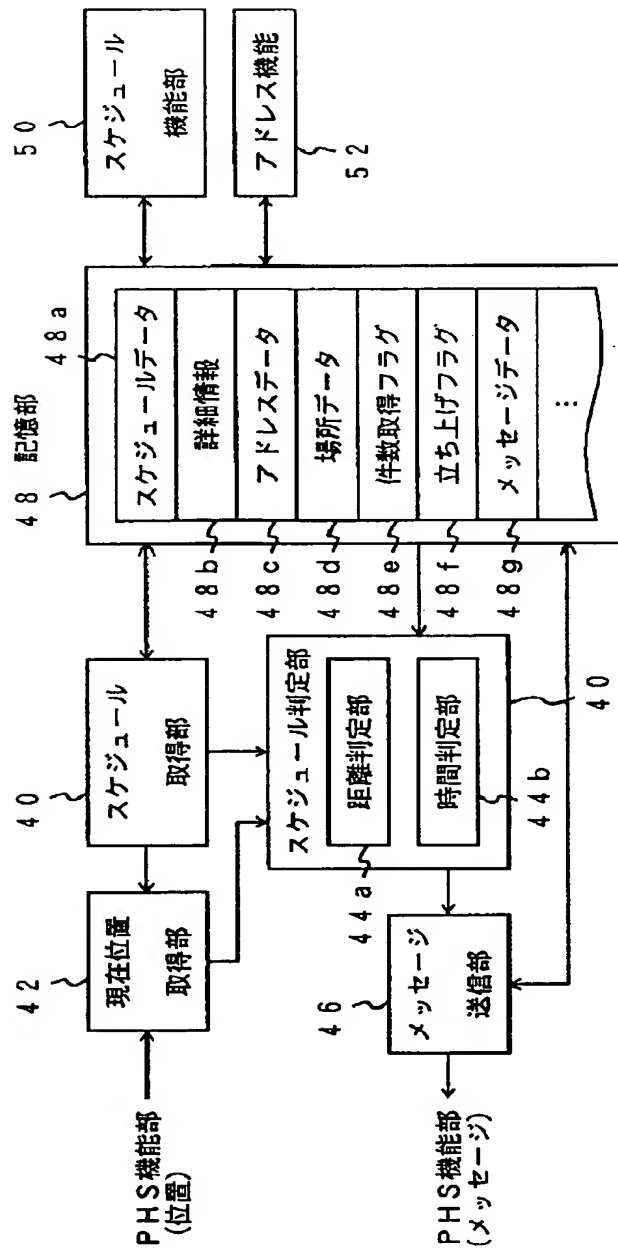 PHS機能部
(位置)
42
現在位置
取得部
40
スケジュール
取得部
48
記憶部
48a
スケジュールデータ
48b
詳細情報
48c
アドレスデータ
48d
場所データ
48e
件数取得フラグ
48f
立ち上げフラグ
48g
メッセージデータ
⋮
50
スケジュール
機能部
アドレス機能
52
スケジュール判定部
距離判定部
44a
時間判定部
44b
40
46
メッセージ
送信部
PHS機能部
(メッセージ)